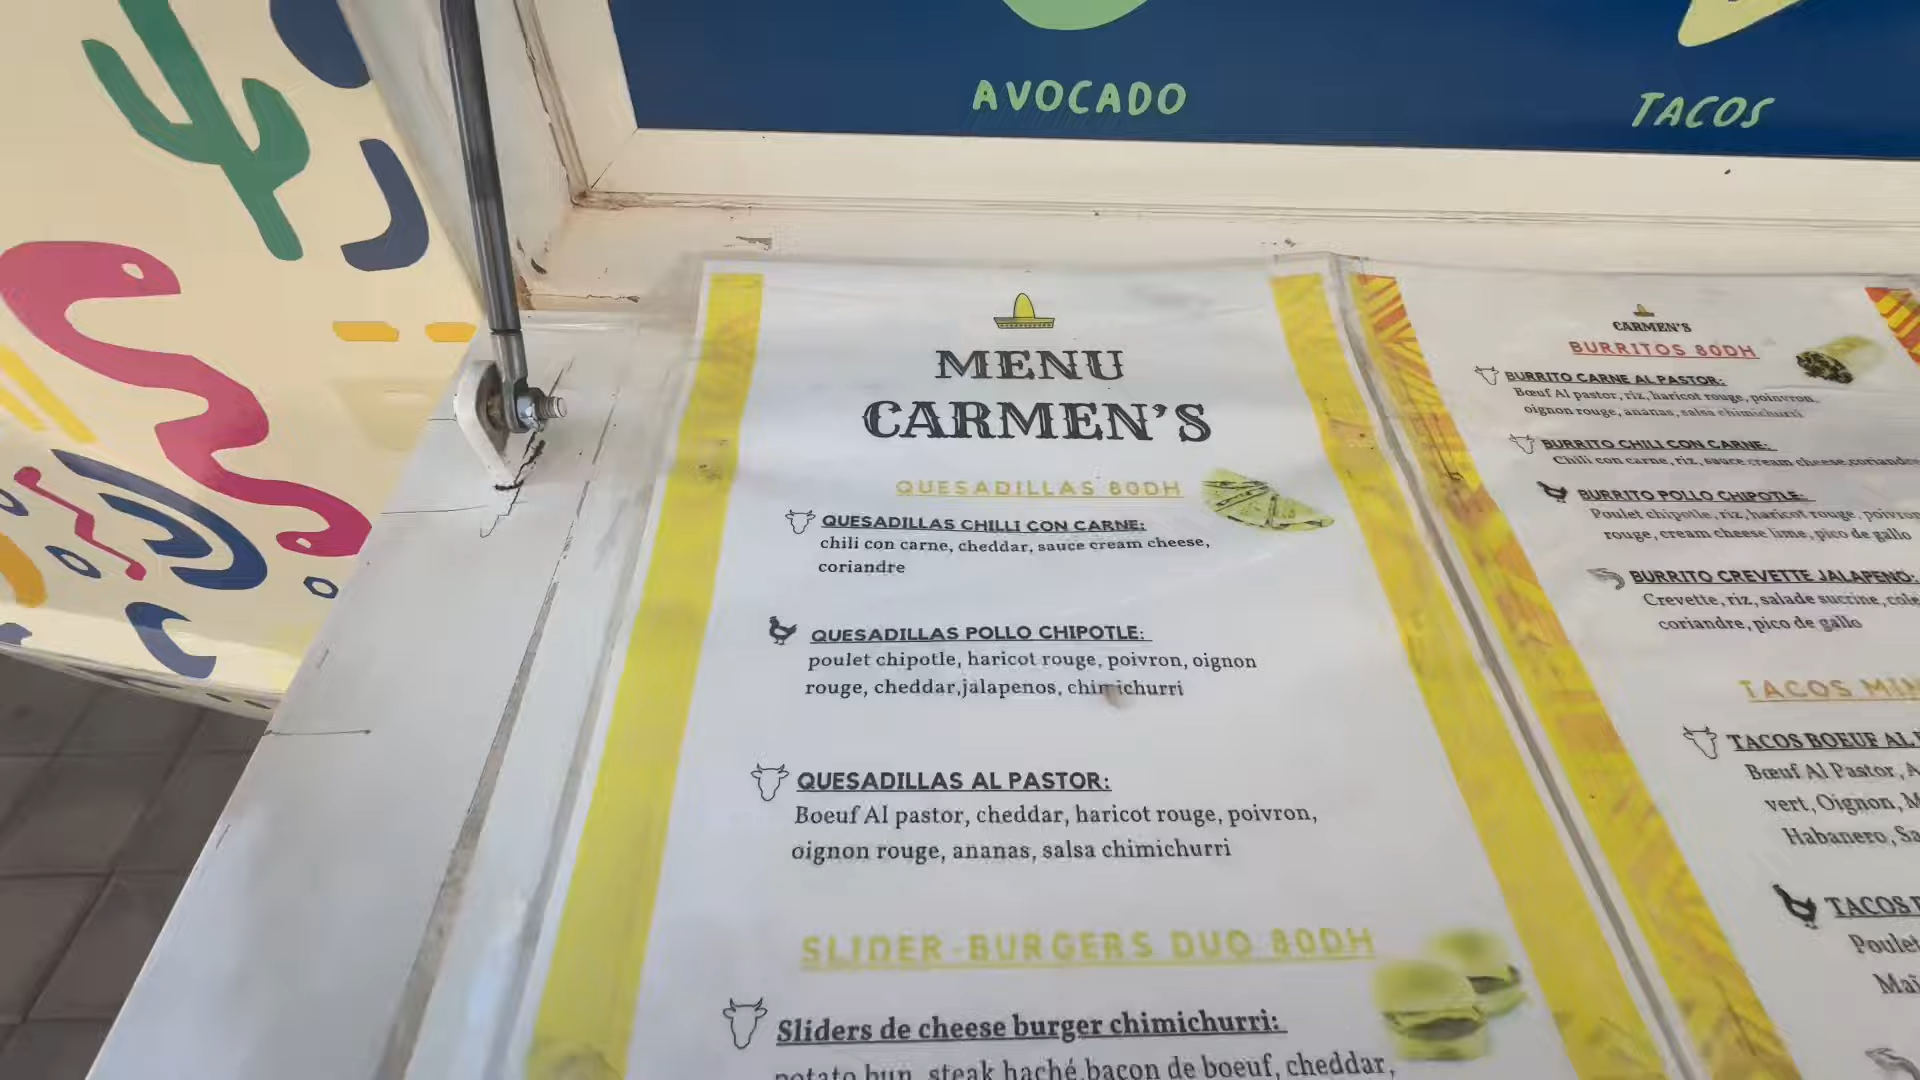 AVOCADO
TACOS
MENU
CARMEN'S
QUESADILLAS 80DH
QUESADILLAS CHILLI CON CARNE:
chili con carne, cheddar, sauce cream cheese,
coriandre
QUESADILLAS POLLO CHIPOTLE:
poulet chipotle, haricot rouge, poivron, oignon
rouge, cheddar,jalapenos, chimichurri
QUESADILLAS AL PASTOR:
Boeuf Al pastor, cheddar, haricot rouge, poivron,
oignon rouge, ananas, salsa chimichurri
SLIDER-BURGERS DUO 80DH
Sliders de cheese burger chimichurri:
potato bun, steak haché,bacon de boeuf, cheddar,
CARMEN'S
BURRITOS 80DH
BURRITO CARNE AL PASTOR:
Bœuf Al pastor, riz, haricot rouge, poivron,
oignon rouge, ananas, salsa chimichurri
BURRITO CHILI CON CARNE:
Chili con carne, riz, sauce cream cheese,coriandre
BURRITO POLLO CHIPOTLE:
Poulet chipotle, riz, haricot rouge, poivron
rouge, cream cheese lime, pico de gallo
BURRITO CREVETTE JALAPENO:
Crevette, riz, salade sucrine,
coriandre, pico de gallo
TACOS
TACOS BOEUF AL
Bœuf Al Pastor,
vert, Oignon,
Habanero,
TACOS
Poulet